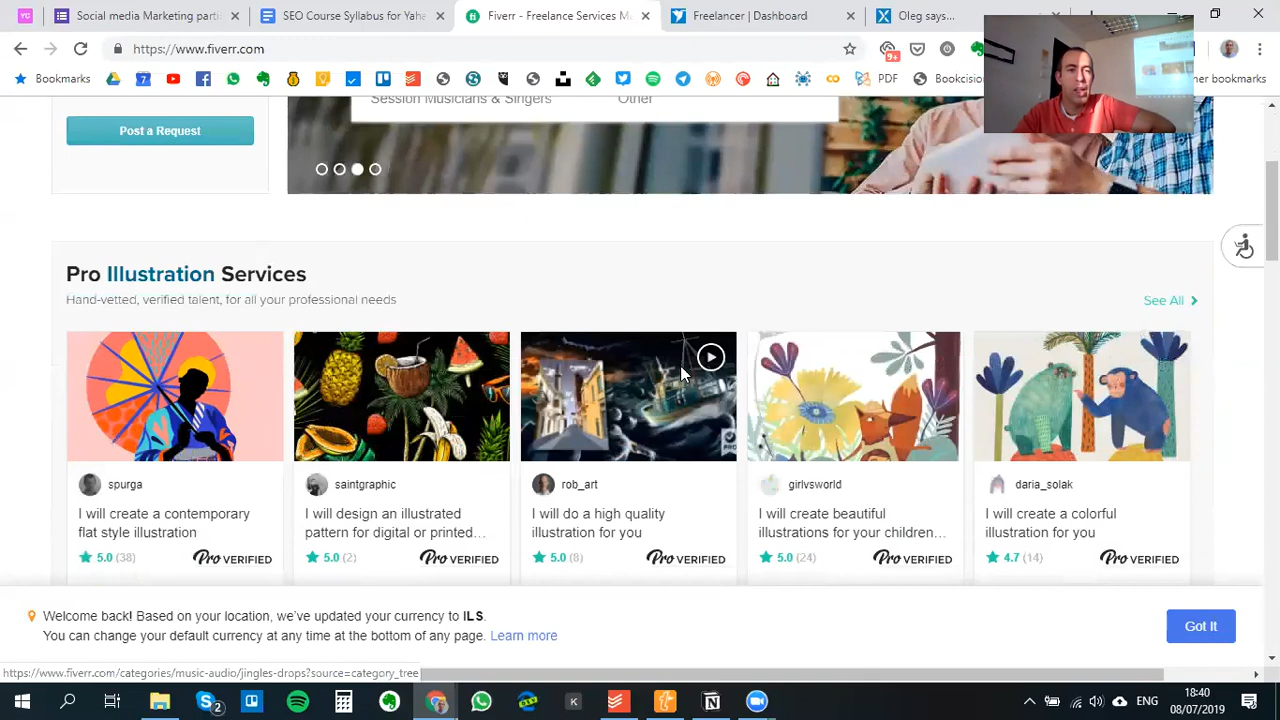 Social media Marketing parti
SEO Course Syllabus for Yahe
Fiverr - Freelance Services Ma
Freelancer | Dashboard
Oleg says...
https://www.fiverr.com
9+
Bookmarks
PDF
Bookcision
her bookmarks
Session Musicians & Singers
Other
Post a Request
Pro Illustration Services
Hand-vetted, verified talent, for all your professional needs
See All
spurga
saintgraphic
rob_art
girlvsworld
daria_solak
I will create a contemporary
flat style illustration
I will design an illustrated
pattern for digital or printed...
I will do a high quality
illustration for you
I will create beautiful
illustrations for your children...
I will create a colorful
illustration for you
5.0 (38) Pro VERIFIED
5.0 (2) Pro VERIFIED
5.0 (8) Pro VERIFIED
5.0 (24) Pro VERIFIED
4.7 (14) Pro VERIFIED
Welcome back! Based on your location, we've updated your currency to ILS.
You can change your default currency at any time at the bottom of any page. Learn more
Got It
https://www.fiverr.com/categories/music-audio/jingles-drops?source=category_tree
ENG
18:40
08/07/2019